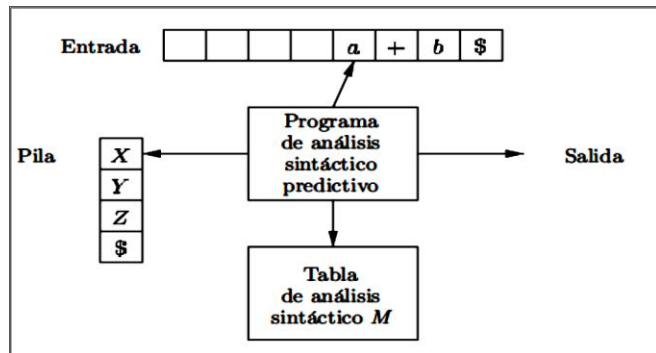 Entrada a + b $
Programa
de análisis
sintáctico
predictivo
Pila
X
Y
Z
$
Salida
Tabla
de análisis
sintáctico M